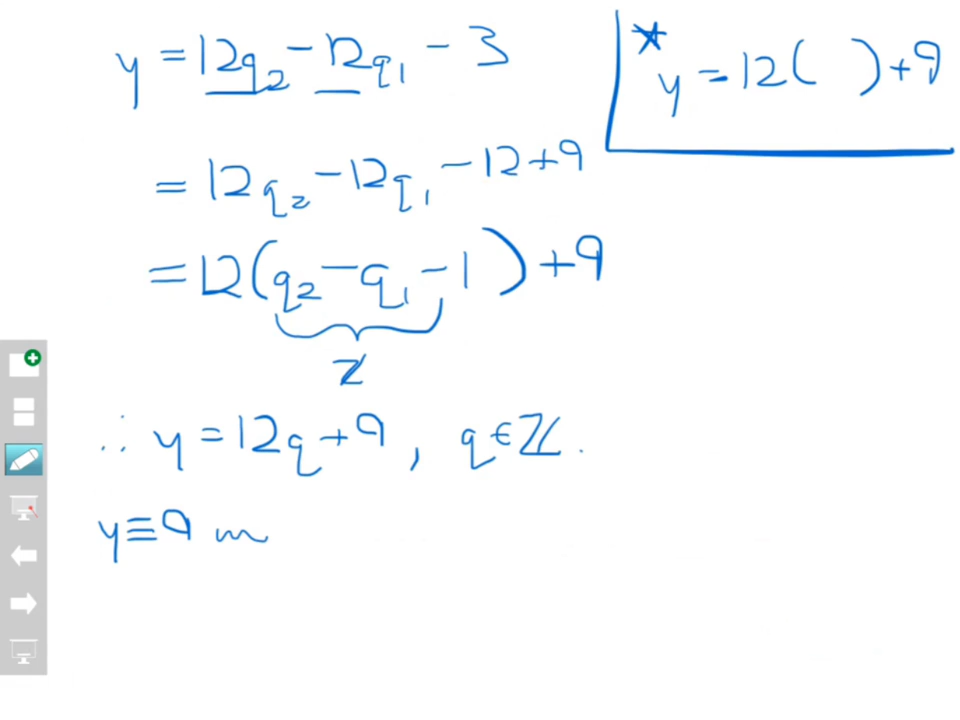 y = 12q₂ - 12q₁ - 3
* y = 12( ) + 9
= 12q₂ - 12q₁ - 12 + 9
= 12(q₂ - q₁ - 1) + 9
ℤ
∴ y = 12q + 9, q ∈ ℤ.
y ≡ 9 m